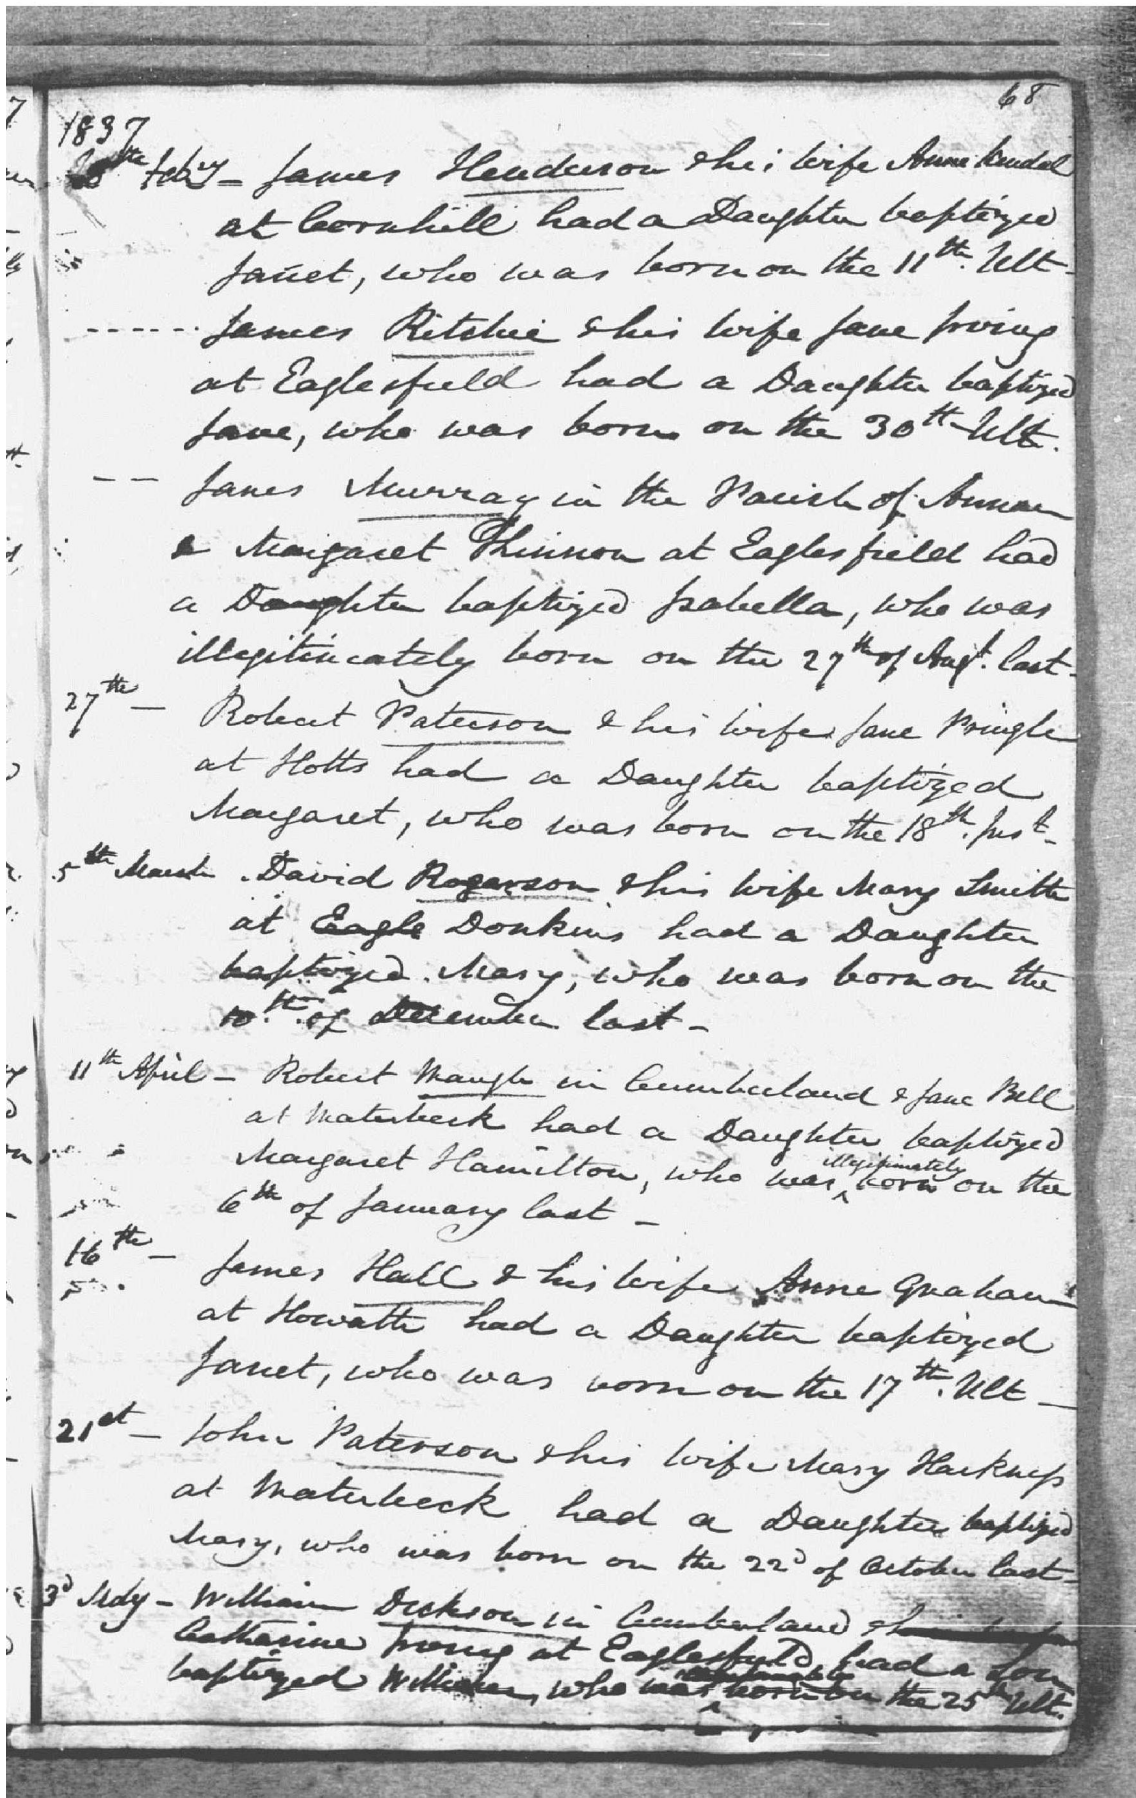 68
1837
th Feby - James Henderson & his wife Anne
at Cornhill had a Daughter baptized
Janet, who was born on the 11th. Ult -
- - - - - James Ritchie & his wife Jane Irving
at Eaglesfield had a Daughter baptized
Jane, who was born on the 30th Ult.
- - James Murray in the Parish of Annan
& Margaret Thinnon at Eaglesfield had
a Daughter baptized Isabella, who was
illegitimately born on the 27th of Augt. last -
27th - Robert Paterson & his wife Jane Pringle
at Hotts had a Daughter baptized
Margaret, who was born on the 18th. Inst -
5th March David Rogerson & his wife Mary Smith
at Eagle Donkins had a Daughter
baptized Mary, who was born on the
10th. of December last -
11th April - Robert Waugh in Cumberland & Jane Bell
at Waterbeck had a Daughter baptized
Margaret Hamilton, who was ^ illegitimately born on the
6th of January last -
16th - James Hall & his wife Anne Graham
at Howatts had a Daughter baptized
Janet, who was born on the 17th. Ult -
21st - John Paterson & his wife Mary Harkness
at Waterbeck had a Daughter baptized
Mary, who was born on the 22d of October last -
3d May - William Dickson in Cumberland & his wife
Catharine Irving at Eaglesfield, had a Son
baptized William, who was ^ born on the 25th Ult.